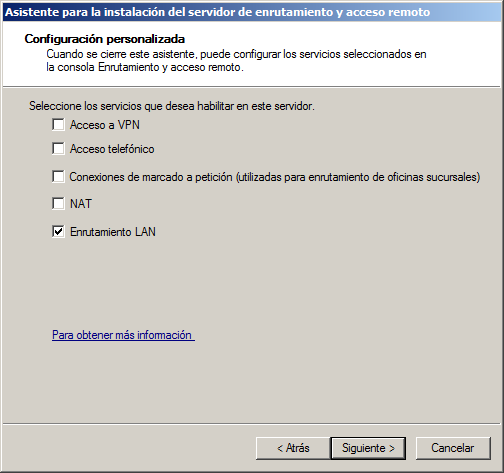 Asistente para la instalación del servidor de enrutamiento y acceso remoto
Configuración personalizada
Cuando se cierre este asistente, puede configurar los servicios seleccionados en
la consola Enrutamiento y acceso remoto.
Seleccione los servicios que desea habilitar en este servidor.
Acceso a VPN
Acceso telefónico
Conexiones de marcado a petición (utilizadas para enrutamiento de oficinas sucursales)
NAT
Enrutamiento LAN
Para obtener más información
< Atrás
Siguiente >
Cancelar